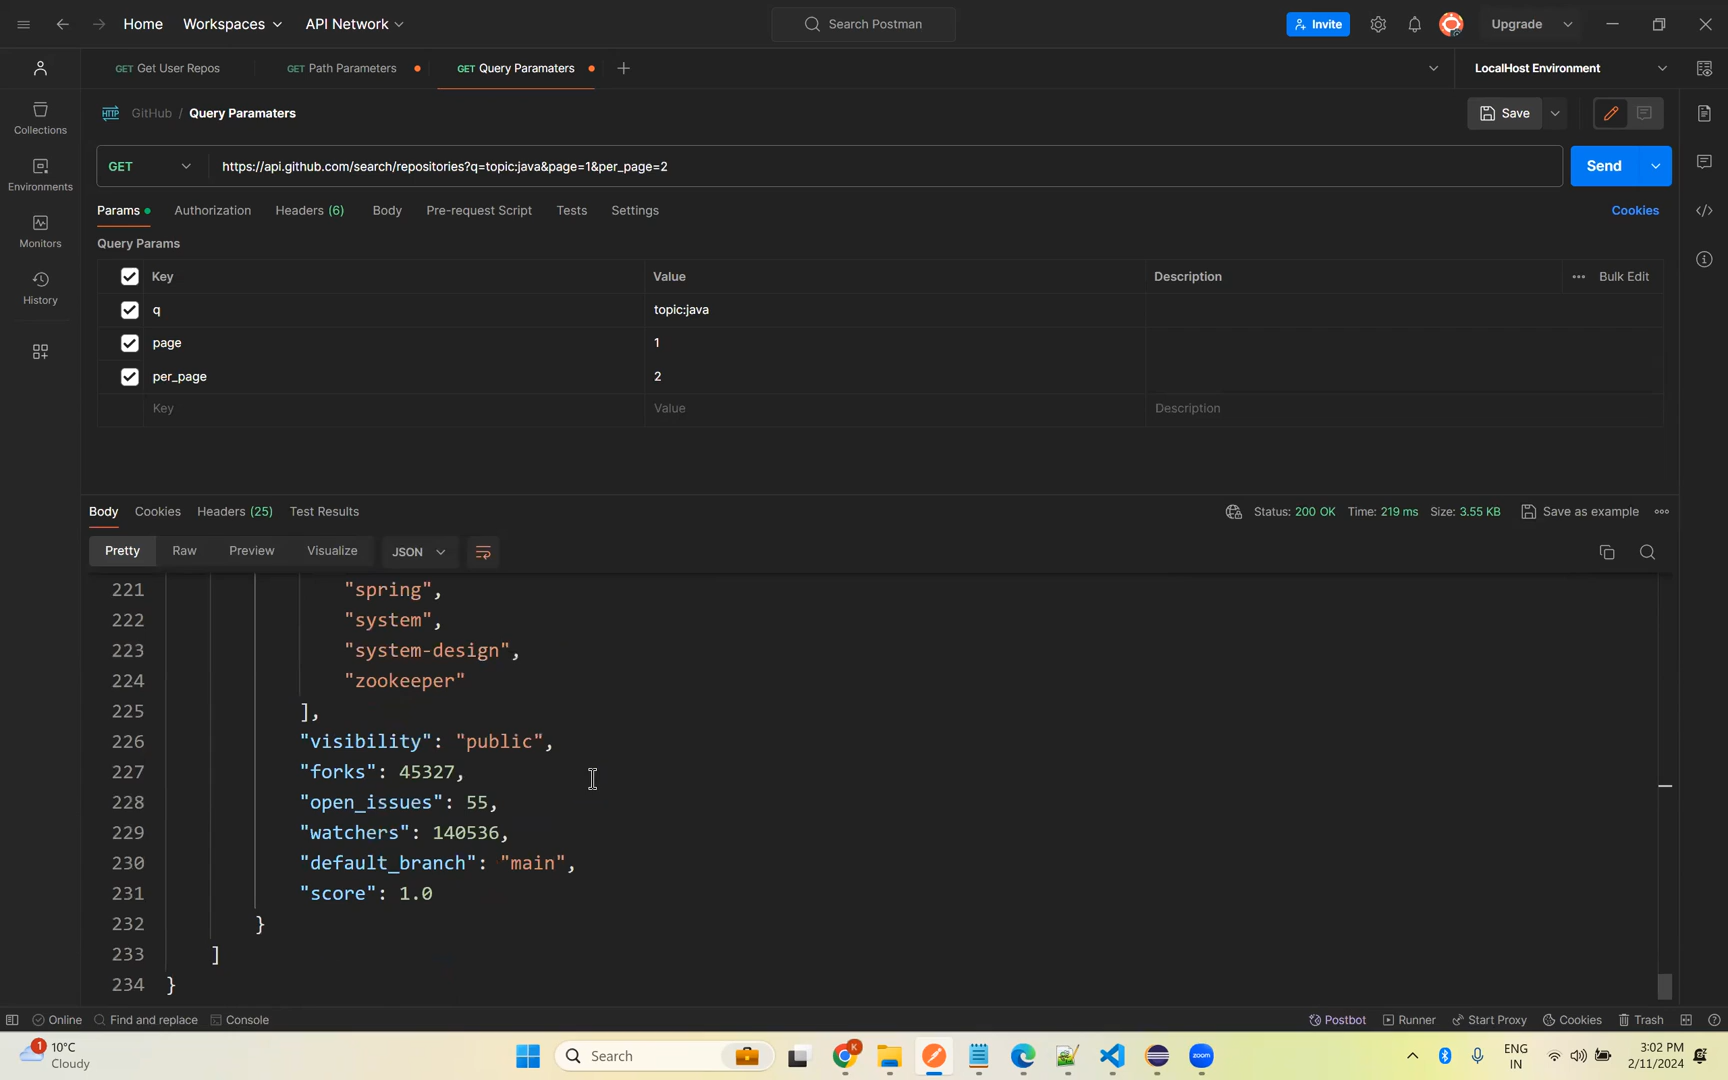 Home Workspaces API Network Search Postman Invite Upgrade
GET Get User Repos GET Path Parameters GET Query Paramaters LocalHost Environment
HTTP GitHub / Query Paramaters Save
Collections
Environments
Monitors
History
GET https://api.github.com/search/repositories?q=topic:java&page=1&per_page=2 Send
Params Authorization Headers (6) Body Pre-request Script Tests Settings Cookies
Query Params
Key Value Description Bulk Edit
q topic:java
page 1
per_page 2
Key Value Description
Body Cookies Headers (25) Test Results Status: 200 OK Time: 219 ms Size: 3.55 KB Save as example
Pretty Raw Preview Visualize JSON
221 "spring",
222 "system",
223 "system-design",
224 "zookeeper"
225 ],
226 "visibility": "public",
227 "forks": 45327,
228 "open_issues": 55,
229 "watchers": 140536,
230 "default_branch": "main",
231 "score": 1.0
232 }
233 ]
234 }
Online Find and replace Console Postbot Runner Start Proxy Cookies Trash
1 10°C
Cloudy
Search
K
zoom
ENG
IN
3:02 PM
2/11/2024